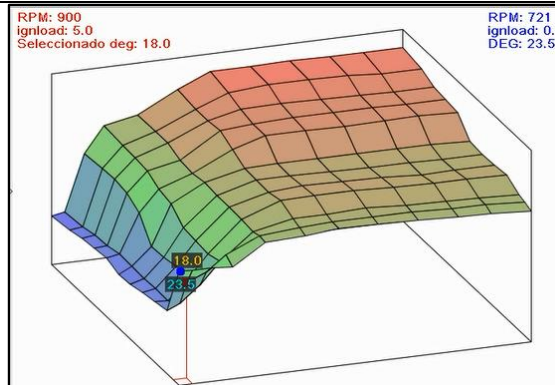 RPM: 900
ignload: 5.0
Seleccionado deg: 18.0
RPM: 721
ignload: 0.
DEG: 23.5
18.0
23.5